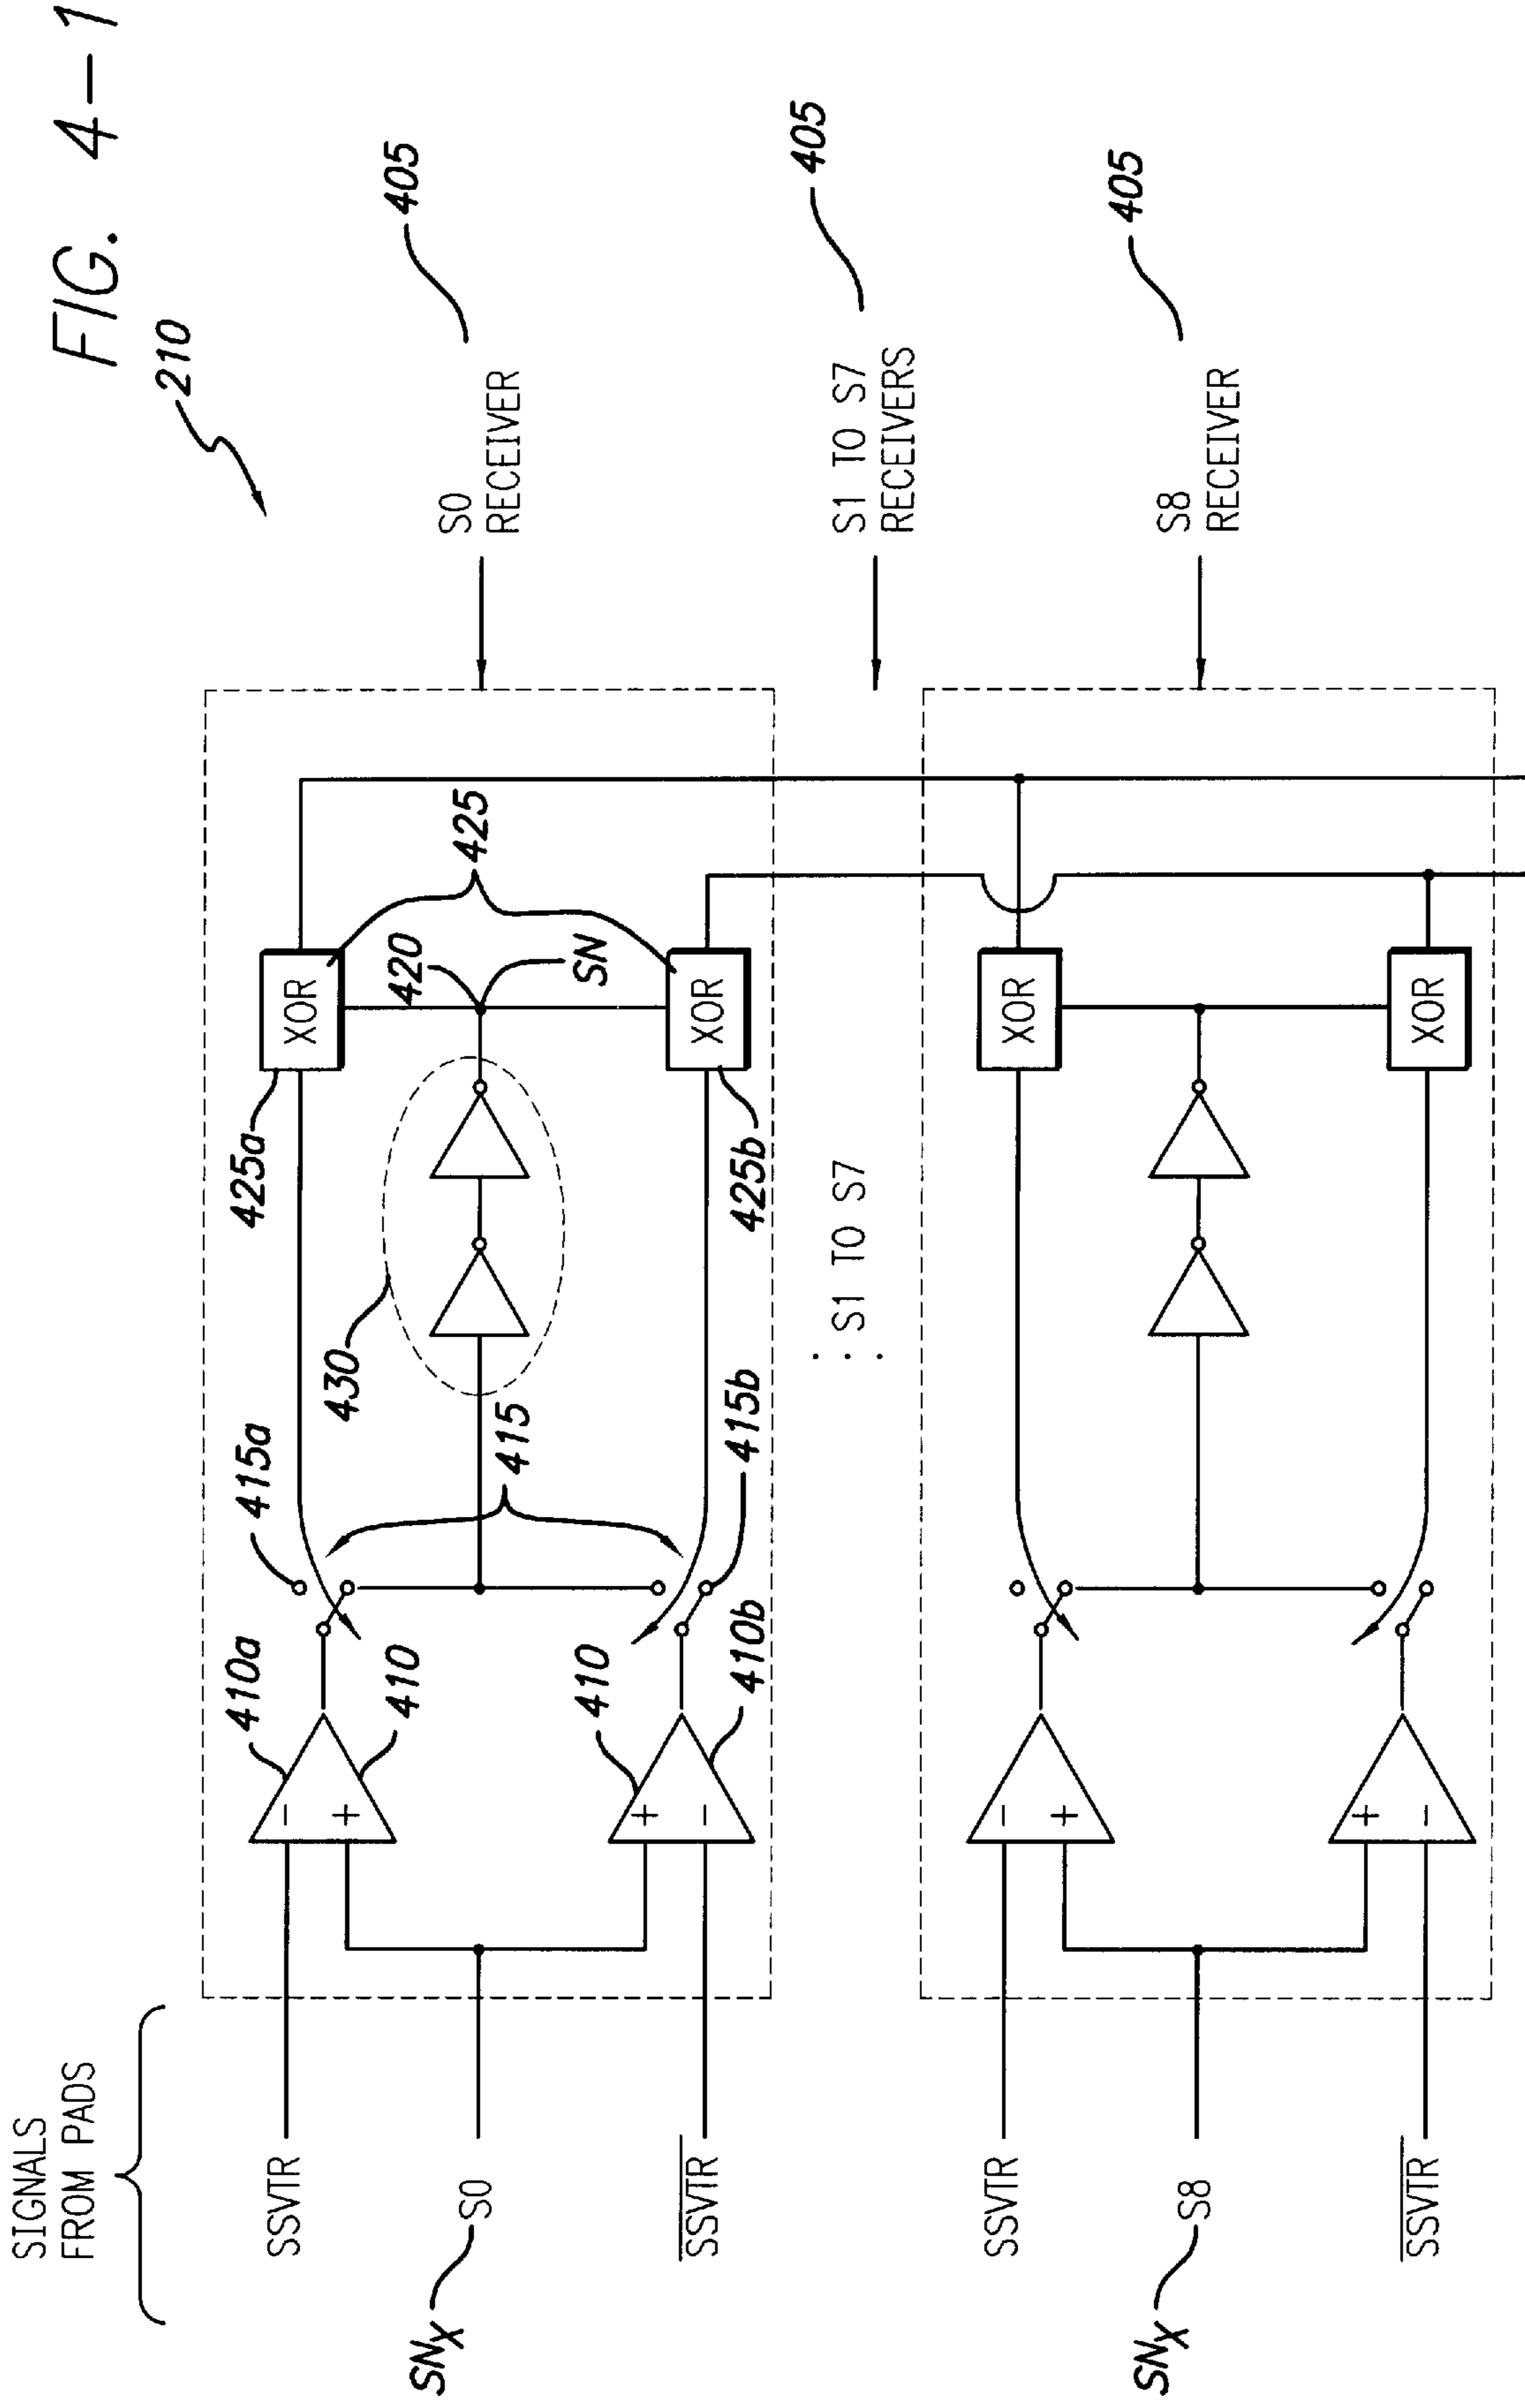 FIG. 4-1
210
SIGNALS
FROM PADS
SSVTR
SNX
S0
SSVTR
410a
410
410
410b
415a
415
415b
430
425a
425b
XOR
XOR
420
SN
425
S0
RECEIVER
405
S1 TO S7
S1 TO S7
RECEIVERS
405
SSVTR
SNX
S8
SSVTR
- +
+ -
- +
+ -
XOR
XOR
S8
RECEIVER
405